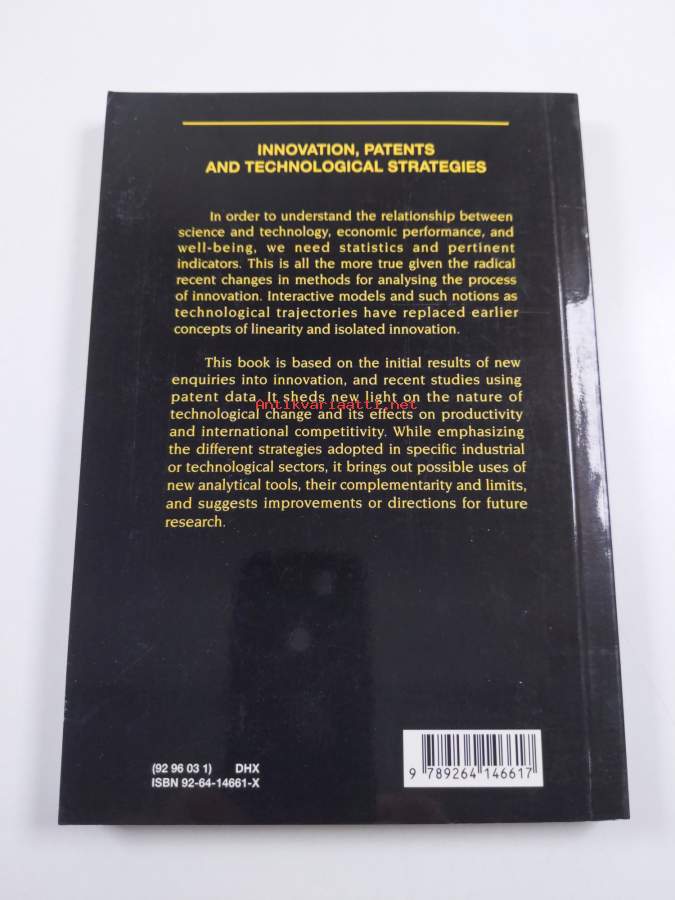 INNOVATION, PATENTS
AND TECHNOLOGICAL STRATEGIES
In order to understand the relationship between
science and technology, economic performance, and
well-being, we need statistics and pertinent
indicators. This is all the more true given the radical
recent changes in methods for analysing the process
of innovation. Interactive models and such notions as
technological trajectories have replaced earlier
concepts of linearity and isolated innovation.
This book is based on the initial results of new
enquiries into innovation, and recent studies using
patent data. It sheds new light on the nature of
Antikvariaatti.net
technological change and its effects on productivity
and international competitivity. While emphasizing
the different strategies adopted in specific industrial
or technological sectors, it brings out possible uses of
new analytical tools, their complementarity and limits,
and suggests improvements or directions for future
research.
(92 96 03 1) DHX
ISBN 92-64-14661-X
9 789264 146617